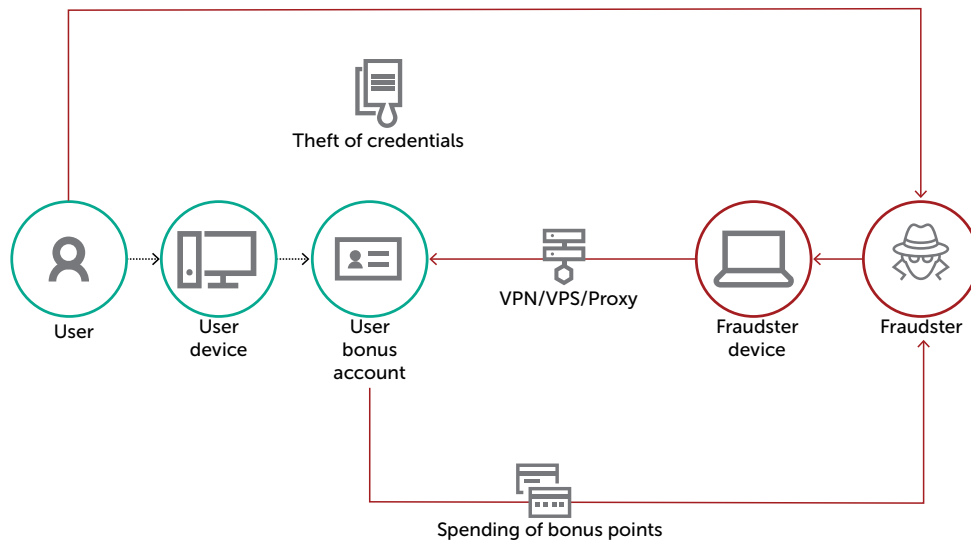 Theft of credentials
VPN/VPS/Proxy
User
User
device
User
bonus
account
Fraudster
device
Fraudster
Spending of bonus points